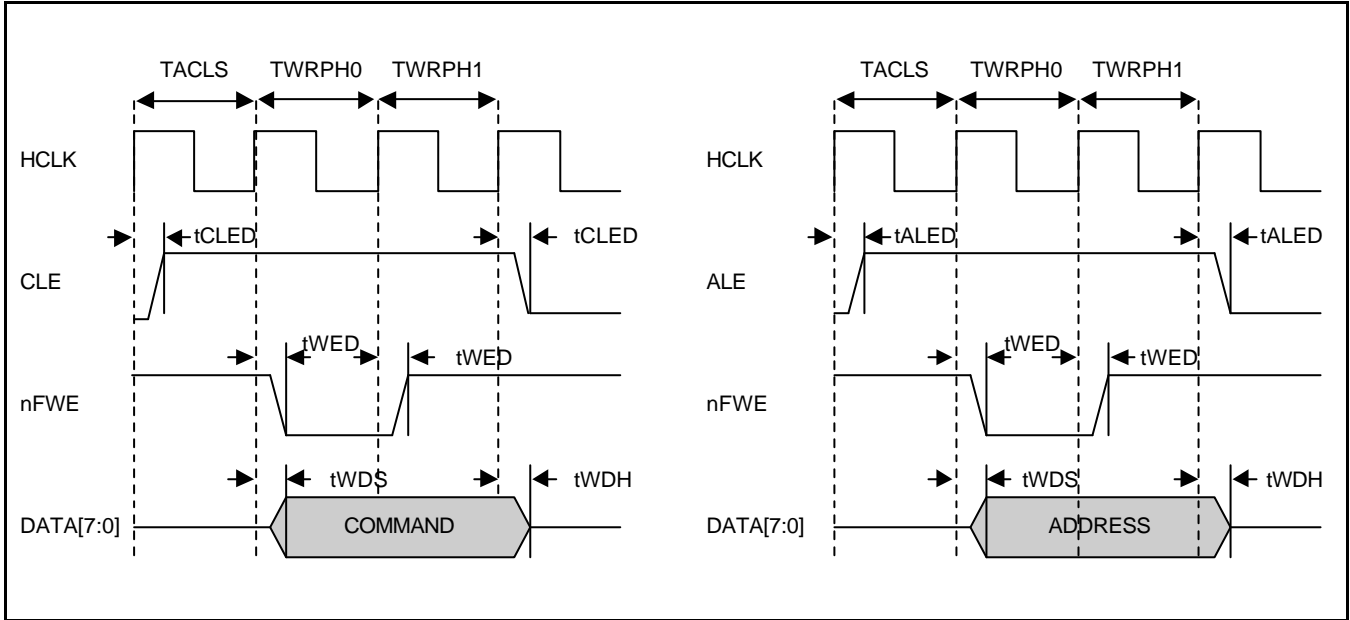 TACLS TWRPH0 TWRPH1 TACLS TWRPH0 TWRPH1
HCLK HCLK
tCLED tCLED tALED tALED
CLE ALE
tWED tWED tWED tWED
nFWE nFWE
tWDS tWDH tWDS tWDH
DATA[7:0] COMMAND DATA[7:0] ADDRESS